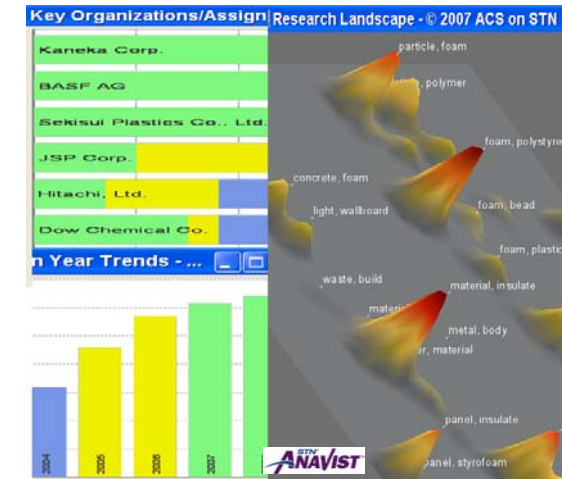 Key Organizations/Assign
Kaneka Corp.
BASF AG
Sekisui Plastics Co., Ltd.
JSP Corp.
Hitachi, Ltd.
Dow Chemical Co.
n Year Trends - ...
2004
2005
2006
2007
Research Landscape - © 2007 ACS on STN
particle, foam
polymer
foam, polystyre
concrete, foam
light, wallboard
foam, bead
foam, plastic
waste, build
material, insulate
materia
metal, body
er, material
panel, insulate
panel, styrofoam
STN
ANAVIST